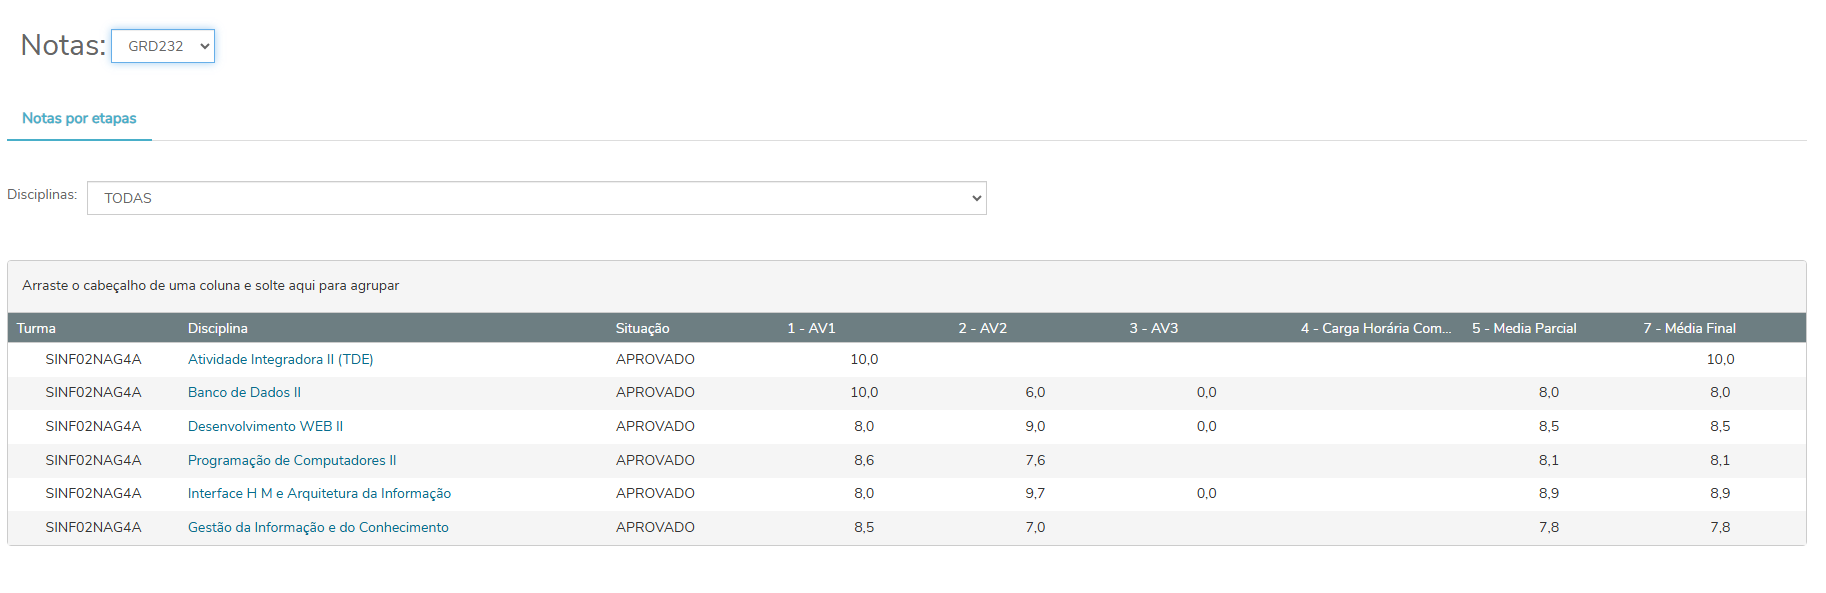 Notas: GRD232
Notas por etapas
Disciplinas: TODAS
Arraste o cabeçalho de uma coluna e solte aqui para agrupar
Turma Disciplina Situação 1 - AV1 2 - AV2 3 - AV3 4 - Carga Horária Com... 5 - Media Parcial 7 - Média Final
SINF02NAG4A Atividade Integradora II (TDE) APROVADO 10,0 10,0
SINF02NAG4A Banco de Dados II APROVADO 10,0 6,0 0,0 8,0 8,0
SINF02NAG4A Desenvolvimento WEB II APROVADO 8,0 9,0 0,0 8,5 8,5
SINF02NAG4A Programação de Computadores II APROVADO 8,6 7,6 8,1 8,1
SINF02NAG4A Interface H M e Arquitetura da Informação APROVADO 8,0 9,7 0,0 8,9 8,9
SINF02NAG4A Gestão da Informação e do Conhecimento APROVADO 8,5 7,0 7,8 7,8